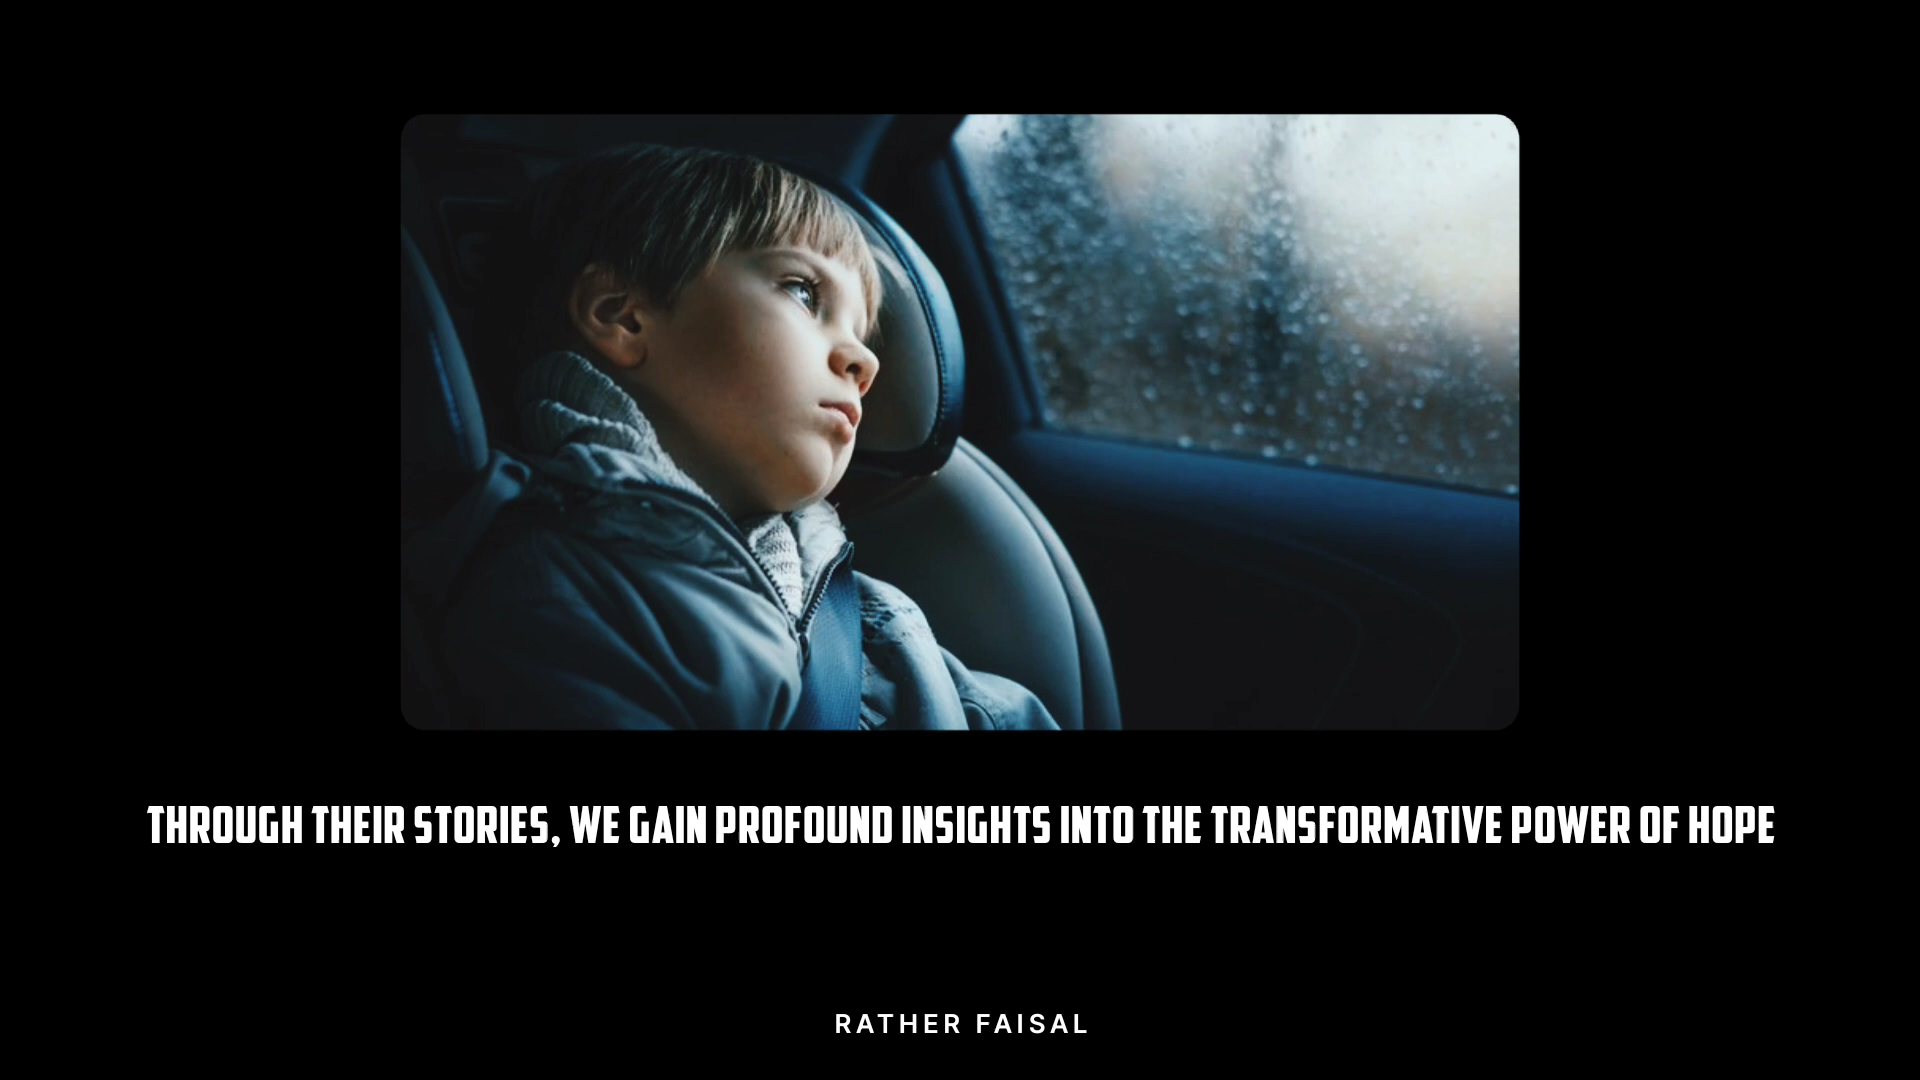 THROUGH THEIR STORIES, WE GAIN PROFOUND INSIGHTS INTO THE TRANSFORMATIVE POWER OF HOPE
RATHER FAISAL